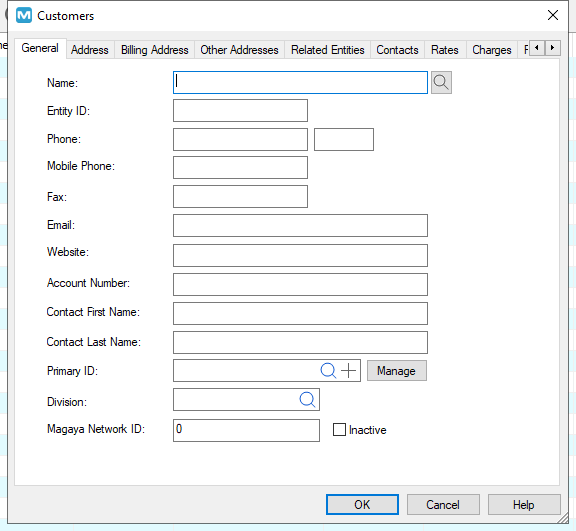 Customers
General Address Billing Address Other Addresses Related Entities Contacts Rates Charges
Name:
Entity ID:
Phone:
Mobile Phone:
Fax:
Email:
Website:
Account Number:
Contact First Name:
Contact Last Name:
Primary ID: Manage
Division:
Magaya Network ID: 0 Inactive
OK Cancel Help